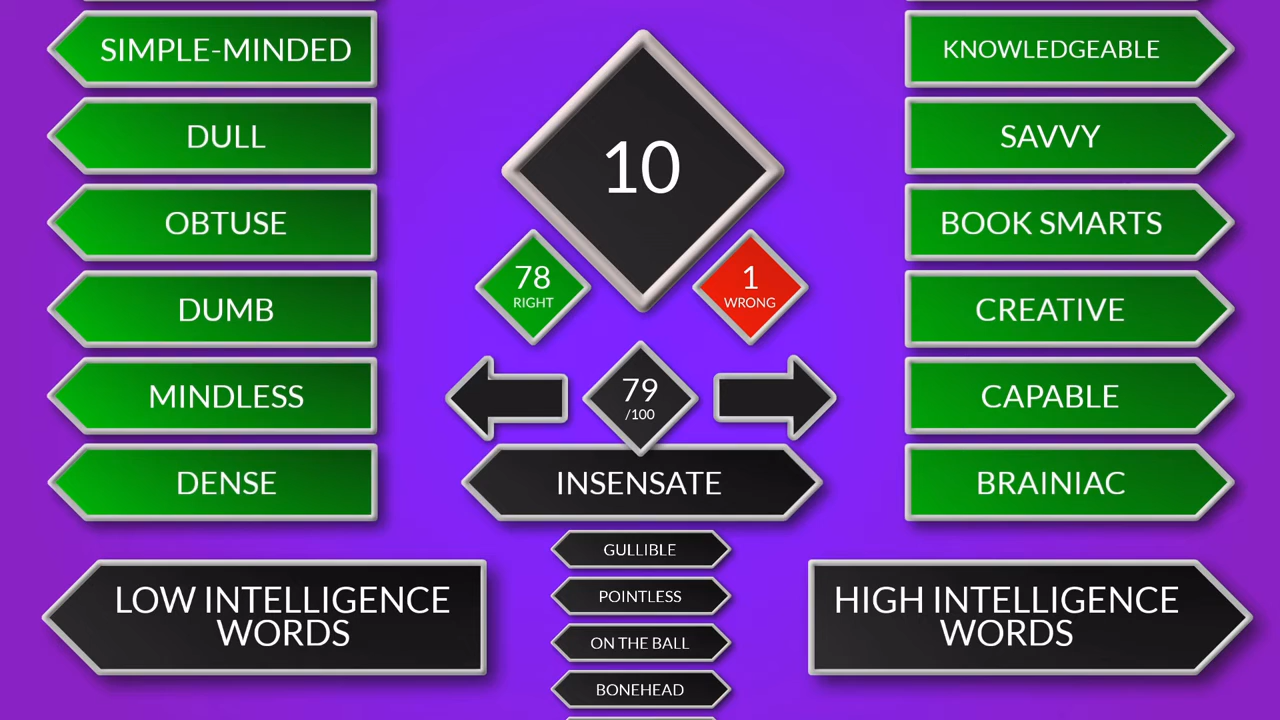 SIMPLE-MINDED
DULL
OBTUSE
DUMB
MINDLESS
DENSE
LOW INTELLIGENCE
WORDS
10
78
RIGHT
1
WRONG
79
/100
INSENSATE
GULLIBLE
POINTLESS
ON THE BALL
BONEHEAD
KNOWLEDGEABLE
SAVVY
BOOK SMARTS
CREATIVE
CAPABLE
BRAINIAC
HIGH INTELLIGENCE
WORDS